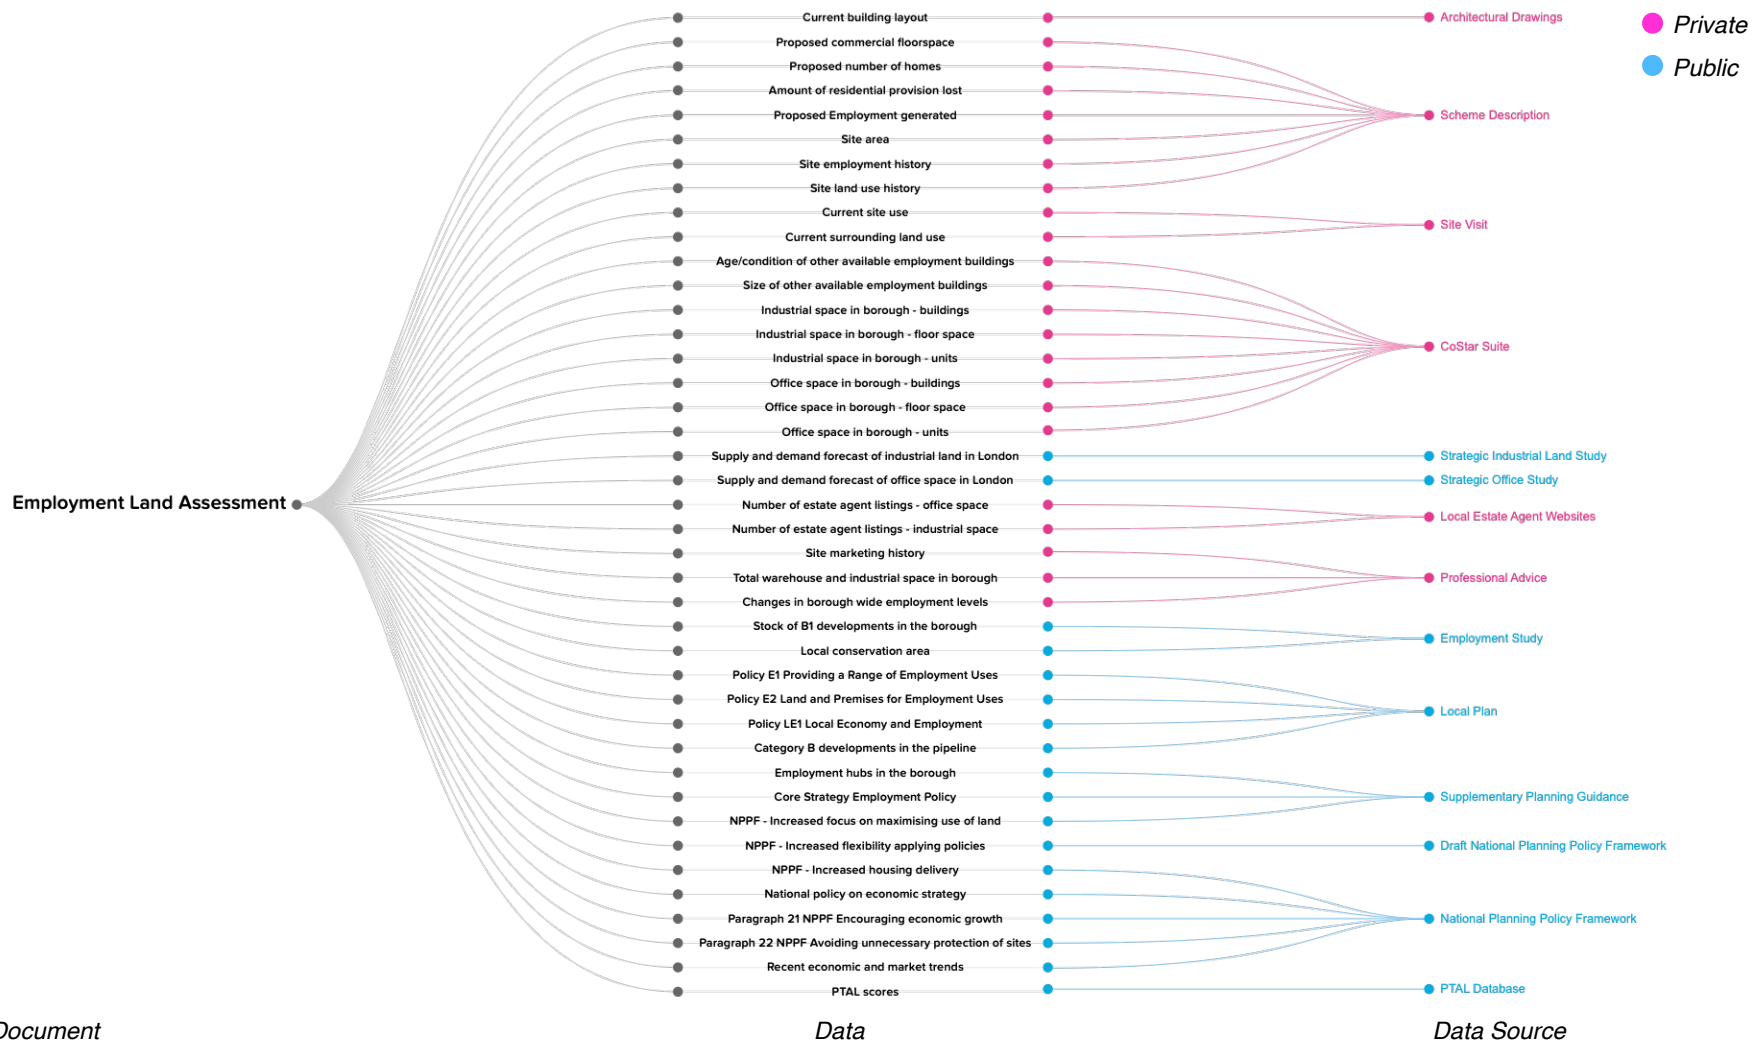 Current building layout
Architectural Drawings
Private
Proposed commercial floorspace
Proposed number of homes
Public
Amount of residential provision lost
Proposed Employment generated
Scheme Description
Site area
Site employment history
Site land use history
Current site use
Site Visit
Current surrounding land use
Age/condition of other available employment buildings
Size of other available employment buildings
Industrial space in borough - buildings
Industrial space in borough - floor space
CoStar Suite
Industrial space in borough - units
Office space in borough - buildings
Office space in borough - floor space
Office space in borough - units
Supply and demand forecast of industrial land in London
Strategic Industrial Land Study
Supply and demand forecast of office space in London
Strategic Office Study
Employment Land Assessment
Number of estate agent listings - office space
Local Estate Agent Websites
Number of estate agent listings - industrial space
Site marketing history
Total warehouse and industrial space in borough
Professional Advice
Changes in borough wide employment levels
Stock of B1 developments in the borough
Employment Study
Local conservation area
Policy E1 Providing a Range of Employment Uses
Policy E2 Land and Premises for Employment Uses
Local Plan
Policy LE1 Local Economy and Employment
Category B developments in the pipeline
Employment hubs in the borough
Core Strategy Employment Policy
Supplementary Planning Guidance
NPPF - Increased focus on maximising use of land
NPPF - Increased flexibility applying policies
Draft National Planning Policy Framework
NPPF - Increased housing delivery
National policy on economic strategy
Paragraph 21 NPPF Encouraging economic growth
National Planning Policy Framework
Paragraph 22 NPPF Avoiding unnecessary protection of sites
Recent economic and market trends
PTAL scores
PTAL Database
Document
Data
Data Source